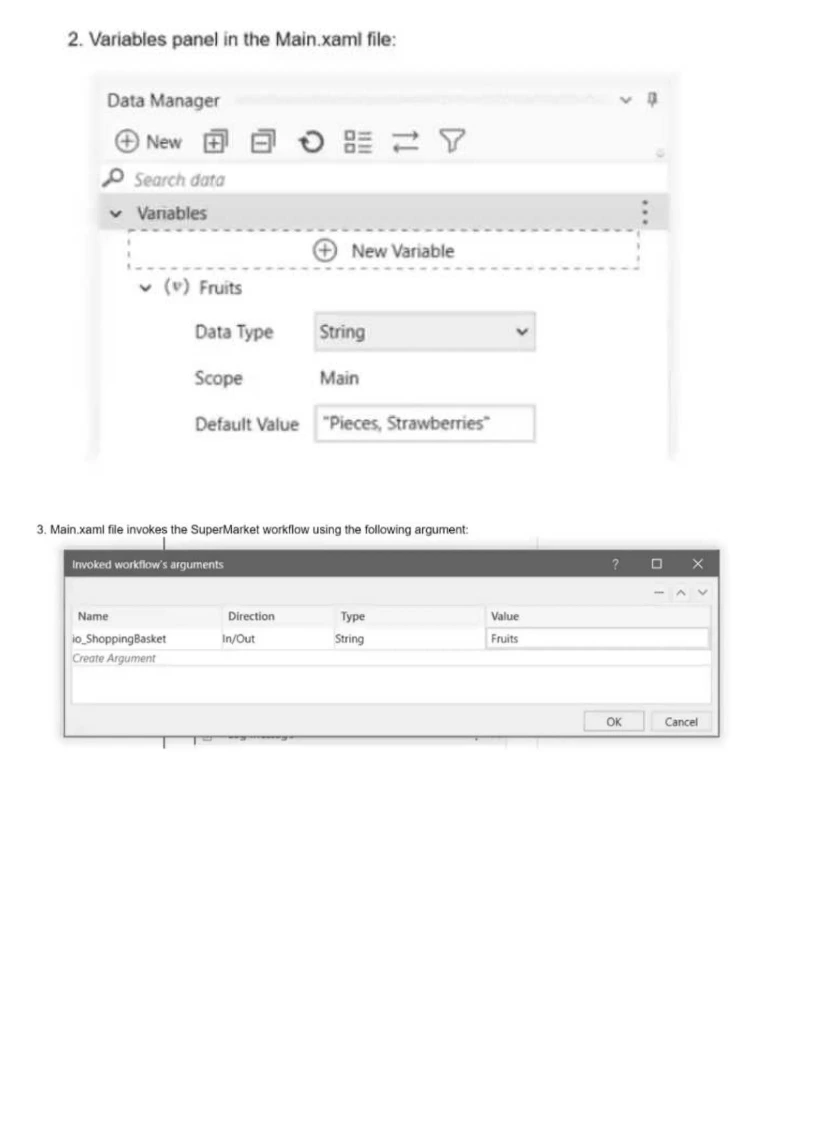 2. Variables panel in the Main.xaml file:
Data Manager
New
Search data
Variables
New Variable
(v) Fruits
Data Type String
Scope Main
Default Value "Pieces, Strawberries"
3. Main.xaml file invokes the SuperMarket workflow using the following argument:
Invoked workflow's arguments ?
Name Direction Type Value
io_ShoppingBasket In/Out String Fruits
Create Argument
OK Cancel